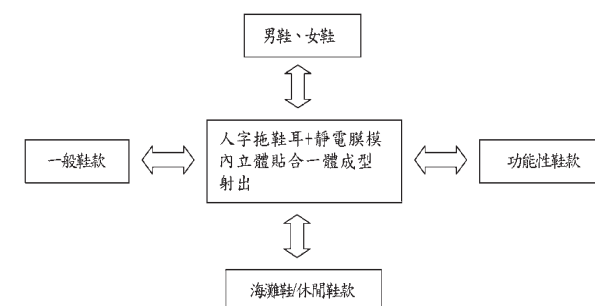 男鞋、女鞋
一般鞋款
人字拖鞋耳+靜電膜模
內立體貼合一體成型
射出
功能性鞋款
海灘鞋/休閒鞋款